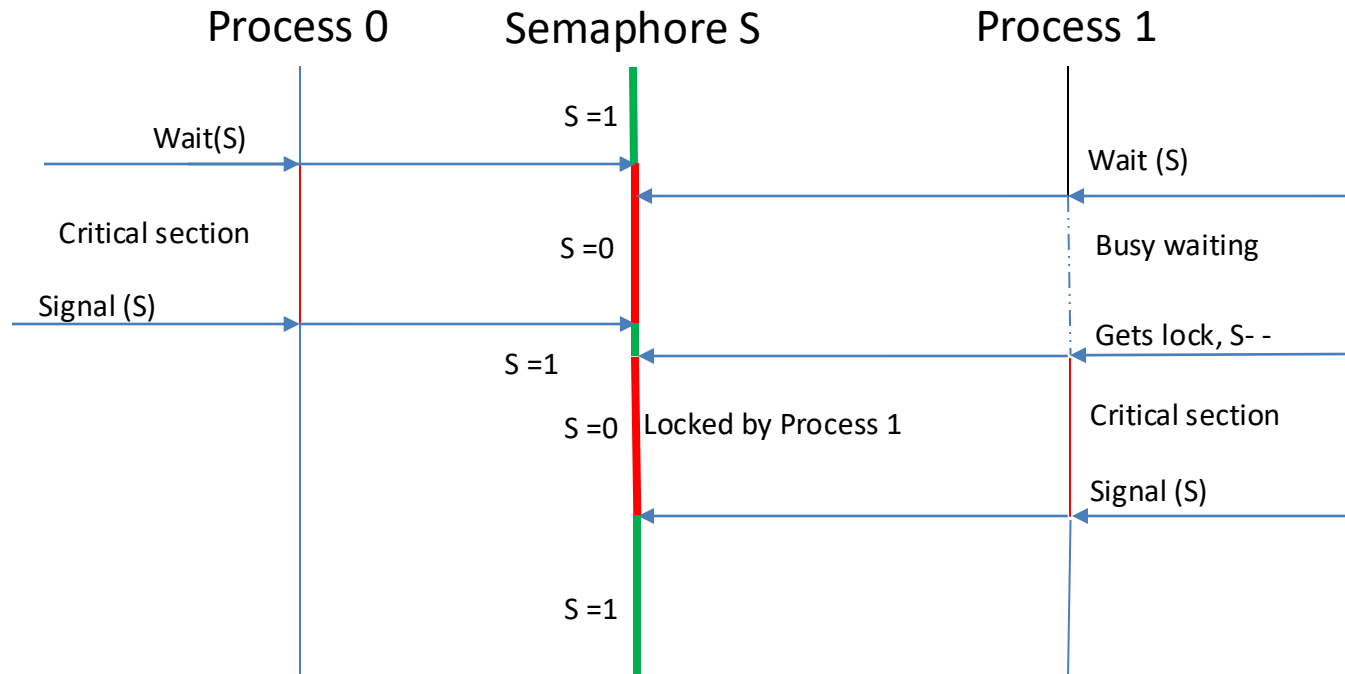 Process 0
Semaphore S
Process 1
S =1
Wait(S)
Wait (S)
Critical section
S =0
Busy waiting
Signal (S)
Gets lock, S- -
S =1
S =0
Locked by Process 1
Critical section
Signal (S)
S =1